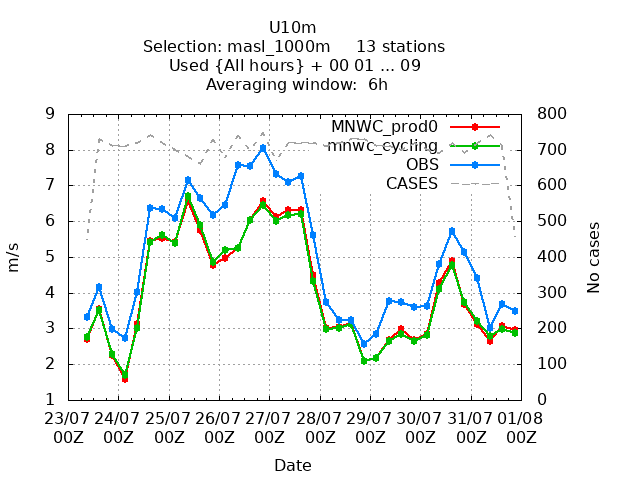 U10m
Selection: masl_1000m     13 stations
Used {All hours} + 00 01 ... 09
Averaging window:  6h
9
8
7
6
5
4
3
2
1
800
700
600
500
400
300
200
100
0
MNWC_prod0
mnwc_cycling
OBS
CASES
m/s
No cases
23/07 24/07 25/07 26/07 27/07 28/07 29/07 30/07 31/07 01/08
00Z 00Z 00Z 00Z 00Z 00Z 00Z 00Z 00Z 00Z
Date